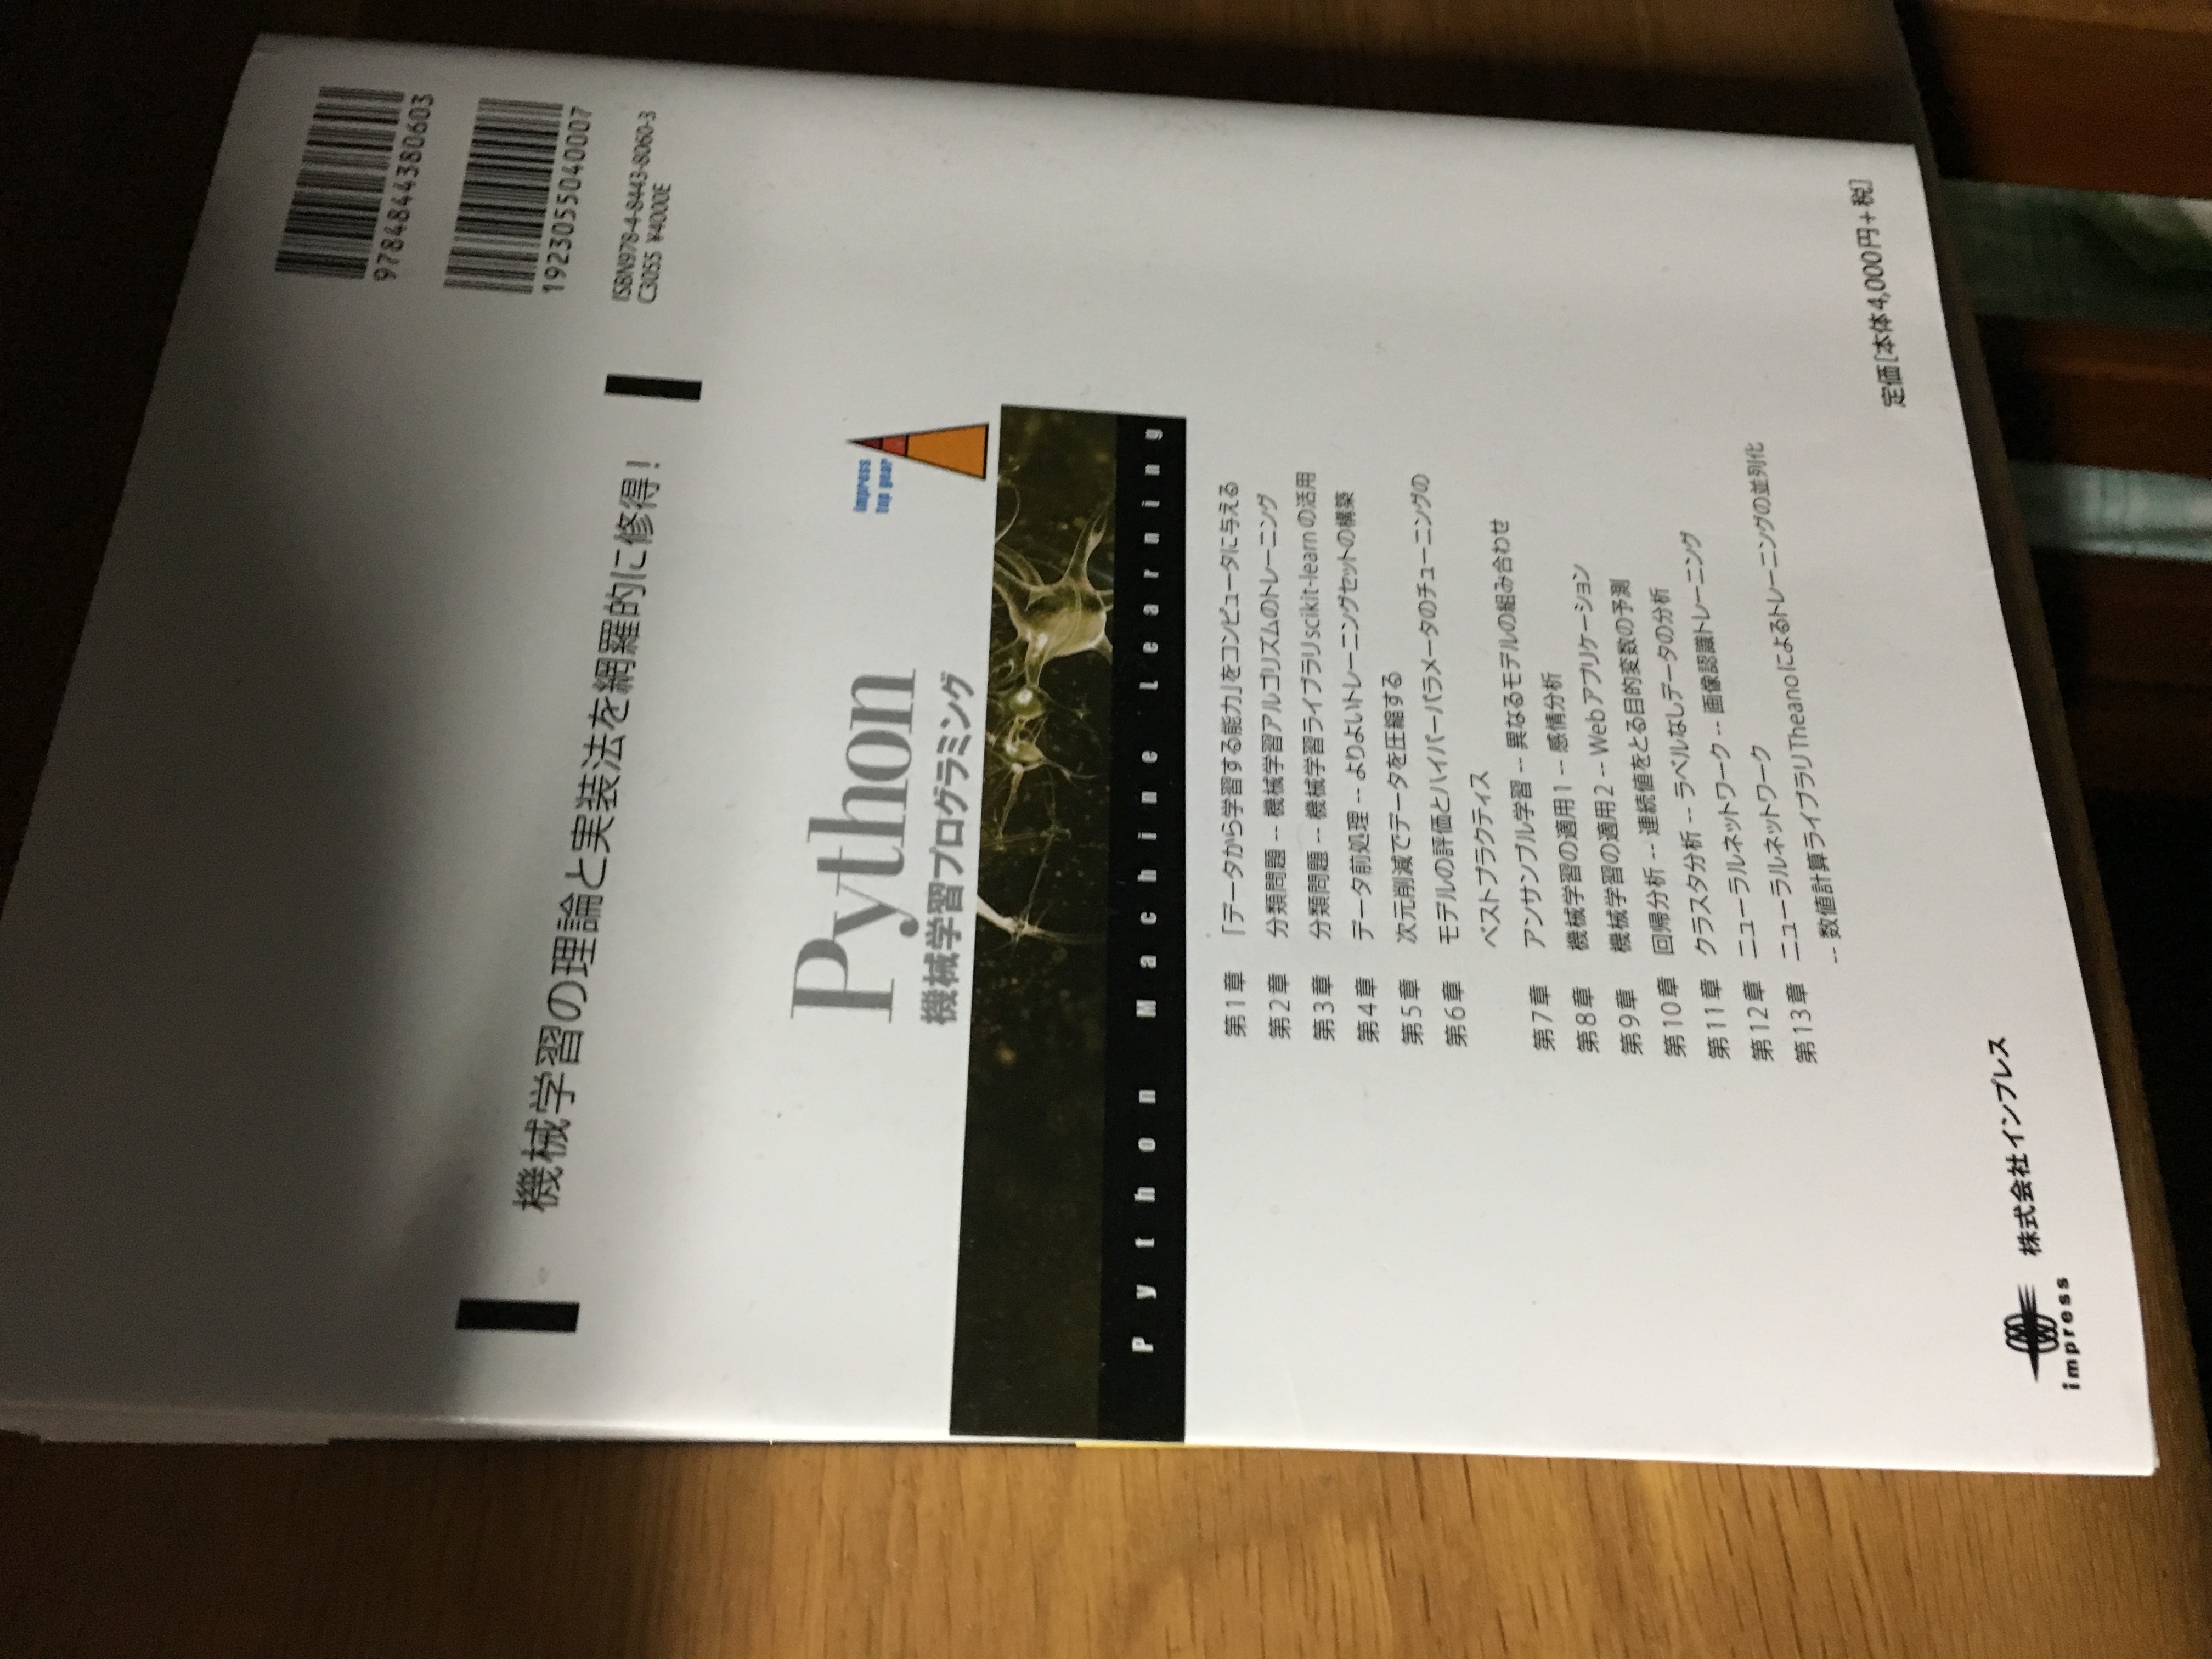 9784844380603
1923055040007
ISBN978-4-8443-8060-3
C3055 ¥4000E
機械学習の理論と実装法を網羅的に修得!
Python
機械学習プログラミング
impress
top gear
Python Machine Learning
第1章 「データから学習する能力」をコンピュータに与える
第2章 分類問題 -- 機械学習アルゴリズムのトレーニング
第3章 分類問題 -- 機械学習ライブラリscikit-learnの活用
第4章 データ前処理 -- よりよいトレーニングセットの構築
第5章 次元削減でデータを圧縮する
第6章 モデルの評価とハイパーパラメータのチューニングの
ベストプラクティス
第7章 アンサンブル学習 -- 異なるモデルの組み合わせ
第8章 機械学習の適用1 -- 感情分析
第9章 機械学習の適用2 -- Webアプリケーション
第10章 回帰分析 -- 連続値をとる目的変数の予測
第11章 クラスタ分析 -- ラベルなしデータの分析
第12章 ニューラルネットワーク -- 画像認識トレーニング
第13章 ニューラルネットワーク
-- 数値計算ライブラリTheanoによるトレーニングの並列化
定価[本体4,000円+税]
impress
株式会社インプレス